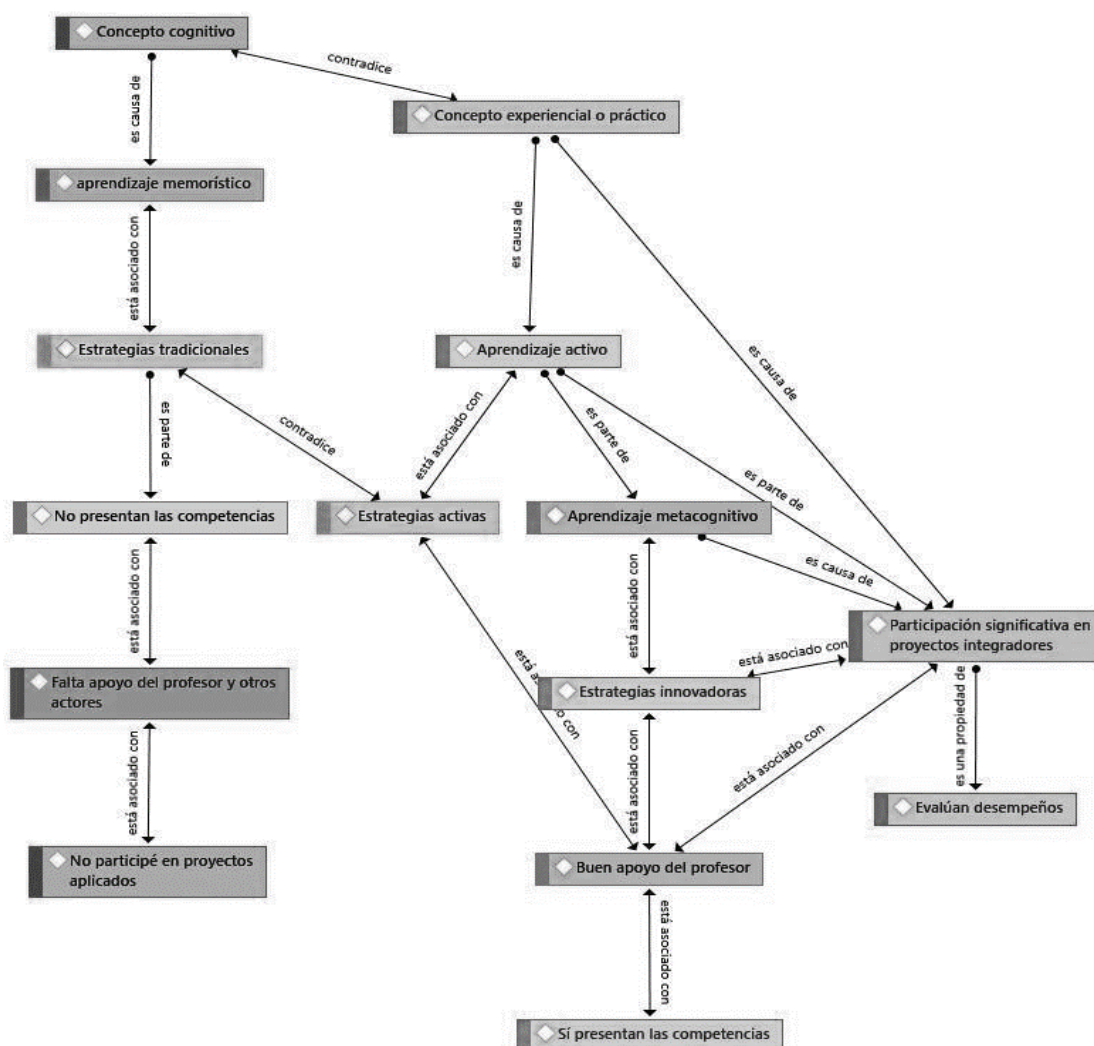 Concepto cognitivo
contradice
Concepto experiencial o práctico
es causa de
aprendizaje memorístico
es causa de
está asociado con
Estrategias tradicionales
Aprendizaje activo
es causa de
es parte de
contradice
está asociado con
es parte de
es parte de
No presentan las competencias
Estrategias activas
Aprendizaje metacognitivo
es causa de
está asociado con
está asociado con
Participación significativa en
proyectos integradores
está asociado con
está asociado con
Falta apoyo del profesor y otros
actores
Estrategias innovadoras
es una propiedad de
está asociado con
está asociado con
está asociado con
Evalúan desempeños
No participé en proyectos
aplicados
Buen apoyo del profesor
está asociado con
Sí presentan las competencias